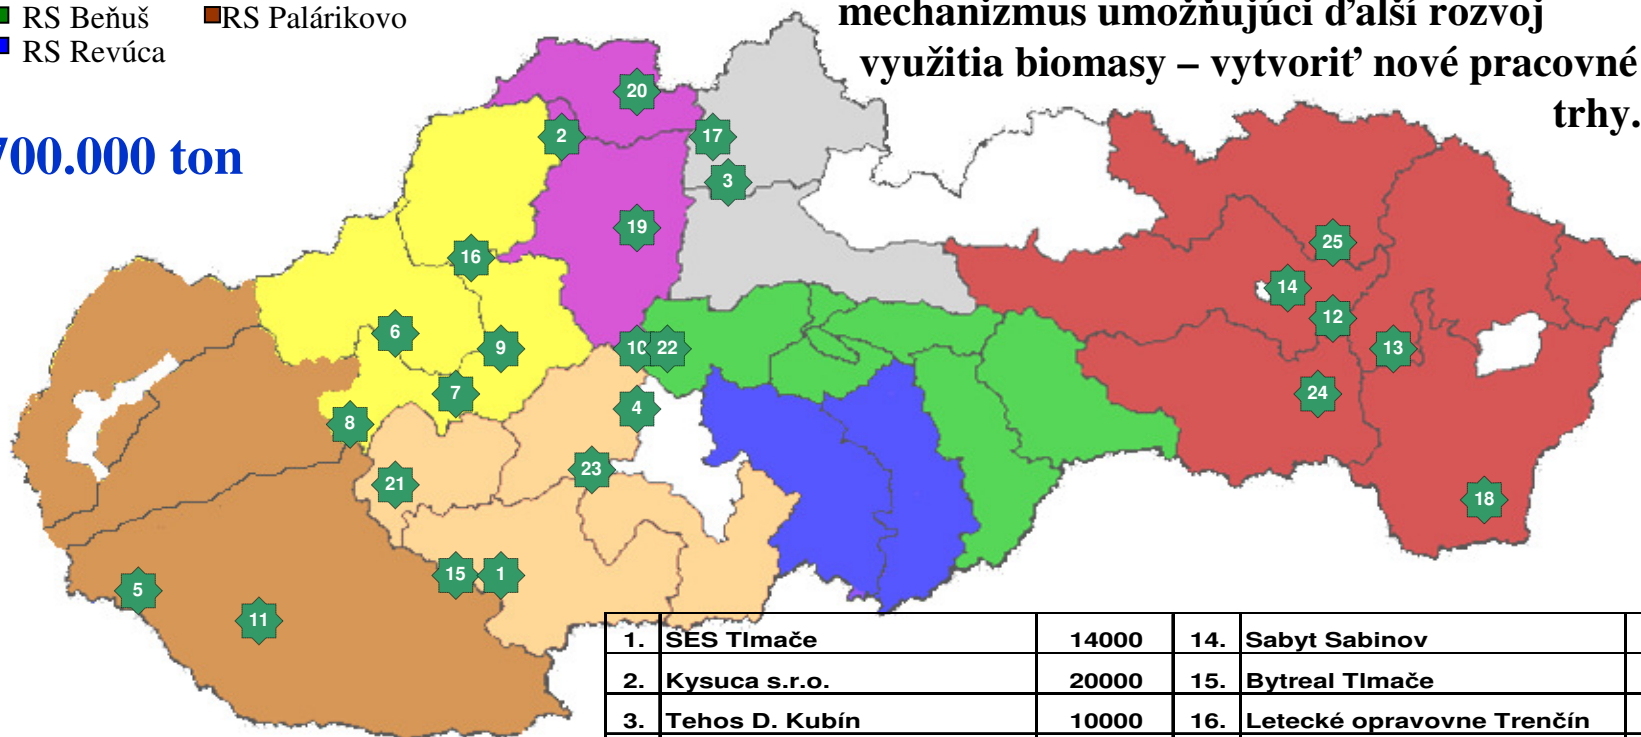 RS Beňuš RS Palárikovo
RS Revúca
mechanizmus umožňujúci ďalší rozvoj
využitia biomasy – vytvoriť nové pracovné
trhy.
700.000 ton
20
2
17
3
19
16
25
14
12
6
9
10
22
13
7
4
24
8
23
21
18
15
1
5
11
1. SES Tlmače 14000 14. Sabyt Sabinov
2. Kysuca s.r.o. 20000 15. Bytreal Tlmače
3. Tehos D. Kubín 10000 16. Letecké opravovne Trenčín